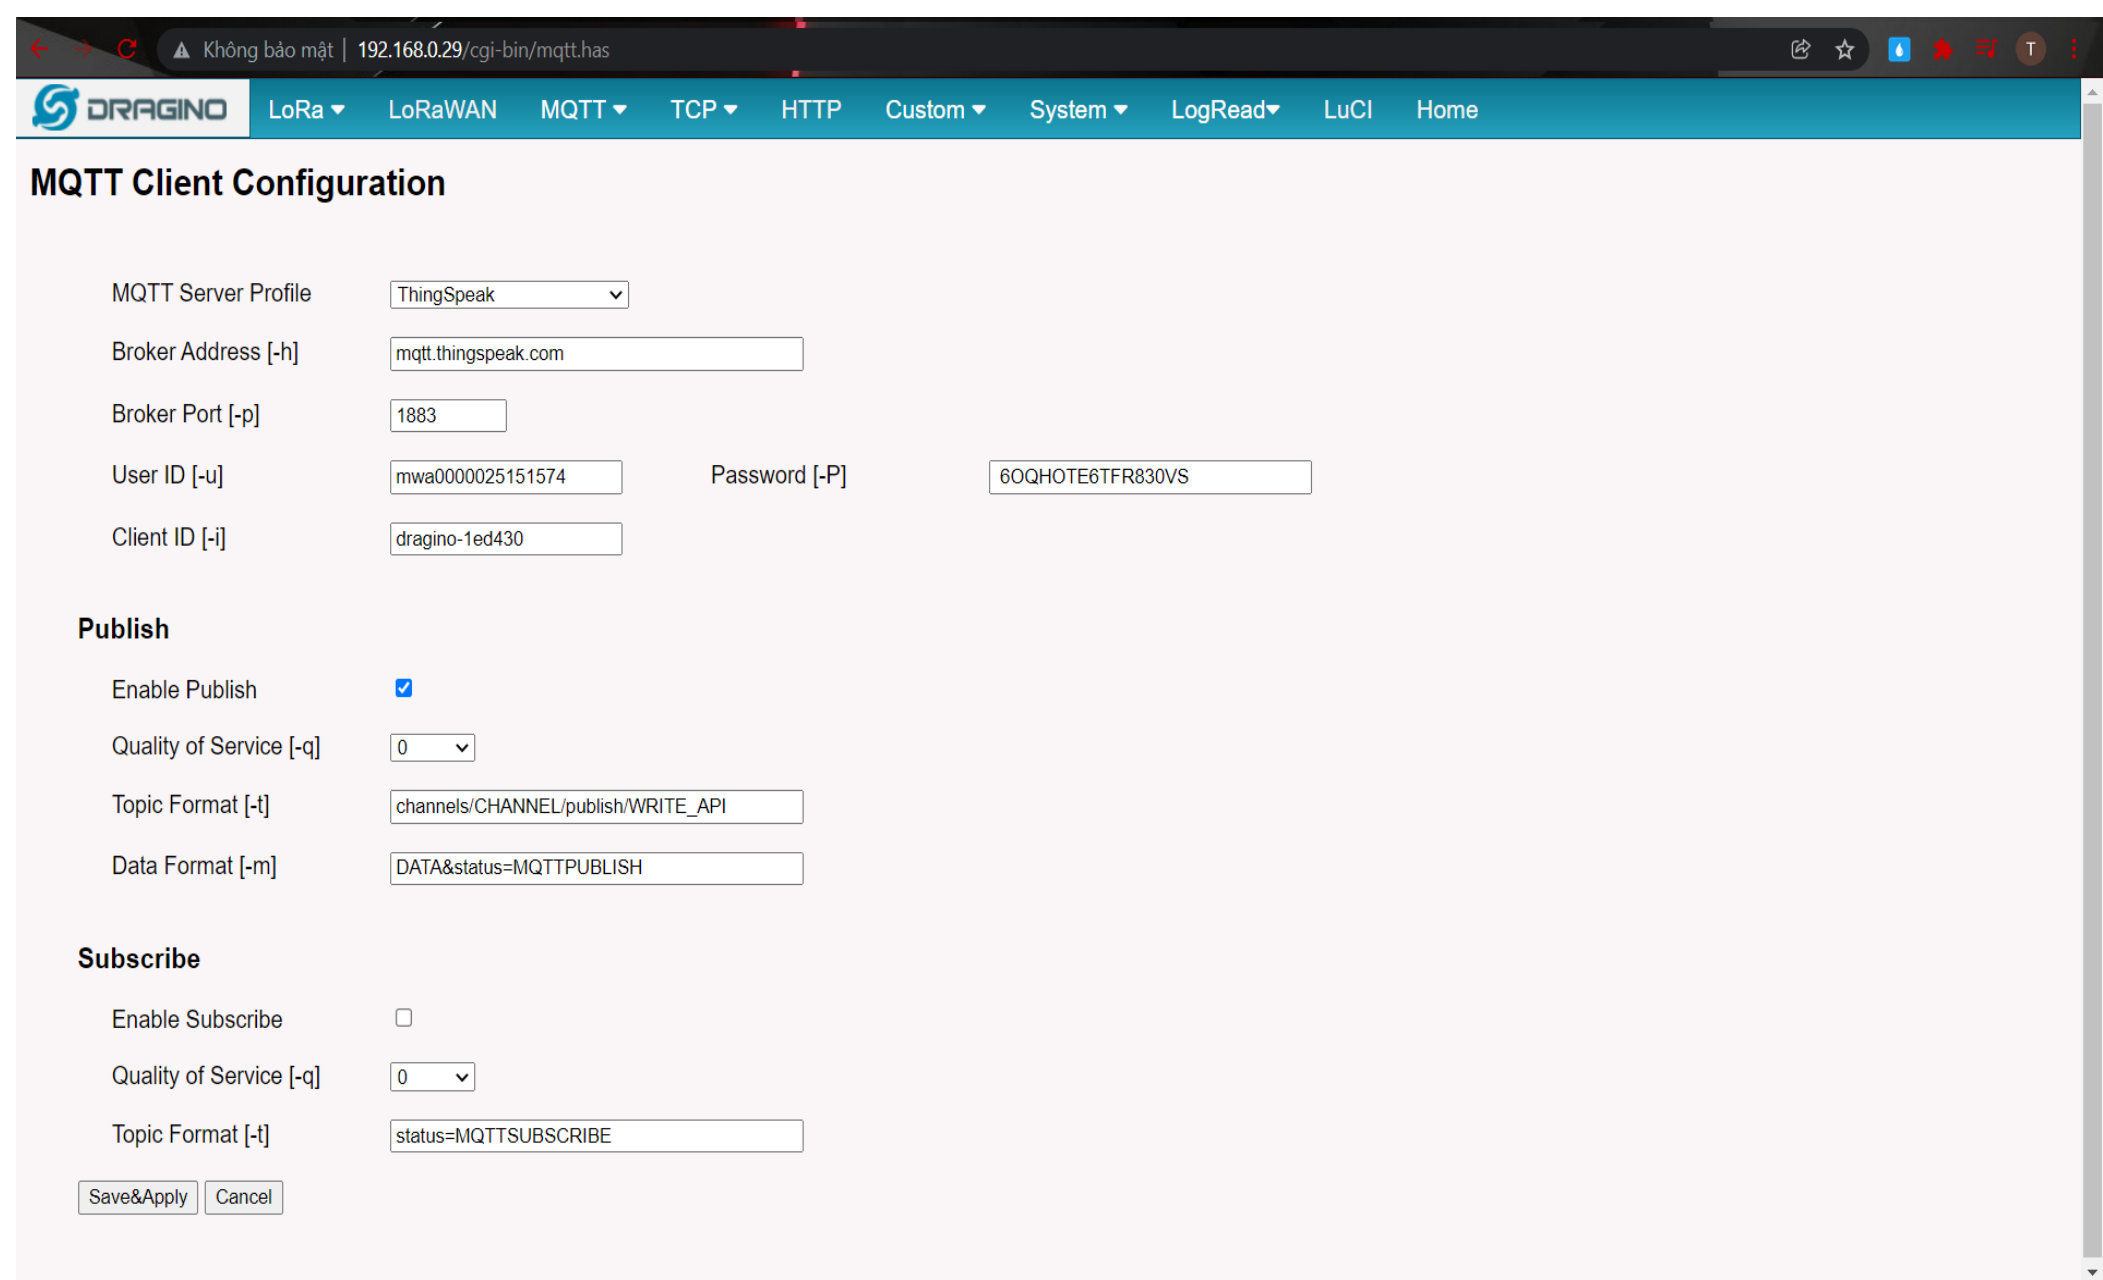 Không bảo mật | 192.168.0.29/cgi-bin/mqtt.has
T
DRAGINO LoRa LoRaWAN MQTT TCP HTTP Custom System LogRead LuCI Home
MQTT Client Configuration
MQTT Server Profile ThingSpeak
Broker Address [-h] mqtt.thingspeak.com
Broker Port [-p] 1883
User ID [-u] mwa0000025151574 Password [-P] 6OQHOTE6TFR830VS
Client ID [-i] dragino-1ed430
Publish
Enable Publish
Quality of Service [-q] 0
Topic Format [-t] channels/CHANNEL/publish/WRITE_API
Data Format [-m] DATA&status=MQTTPUBLISH
Subscribe
Enable Subscribe
Quality of Service [-q] 0
Topic Format [-t] status=MQTTSUBSCRIBE
Save&Apply Cancel